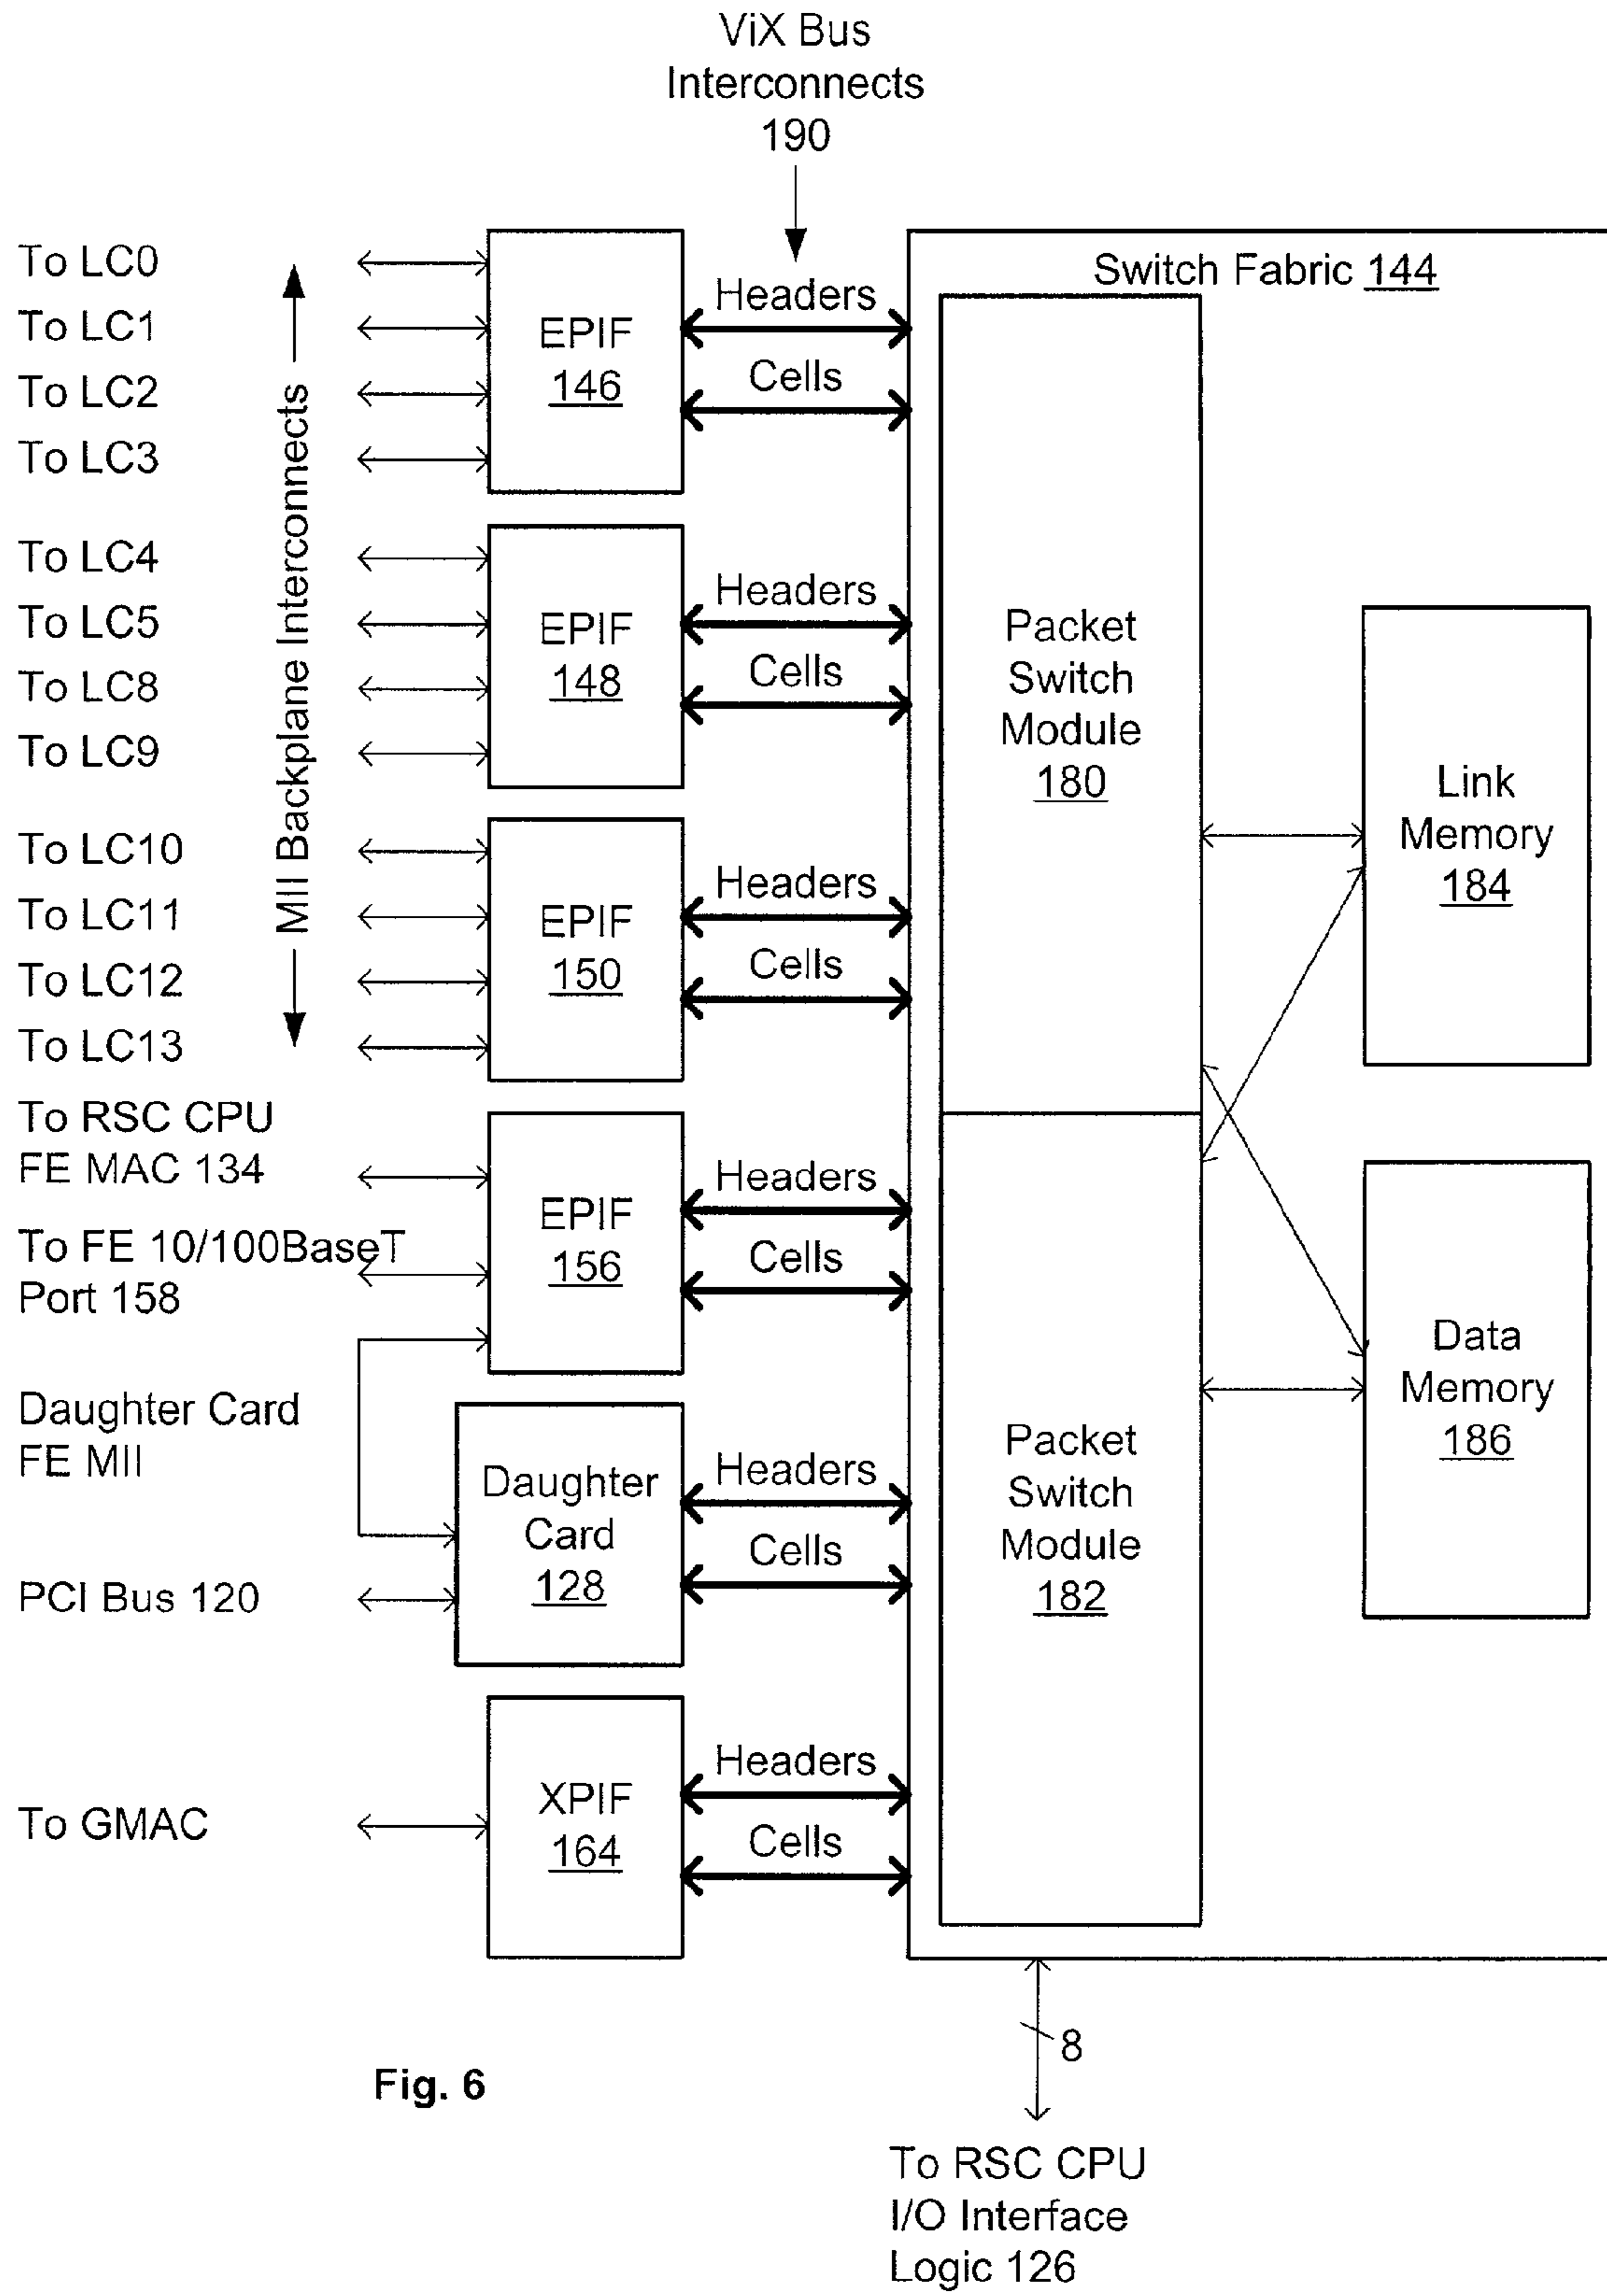 ViX Bus
Interconnects
190
To LC0
To LC1
To LC2
To LC3
To LC4
To LC5
To LC8
To LC9
To LC10
To LC11
To LC12
To LC13
MII Backplane Interconnects
To RSC CPU
FE MAC 134
To FE 10/100BaseT
Port 158
Daughter Card
FE MII
PCI Bus 120
To GMAC
EPIF
146
Headers
Cells
EPIF
148
Headers
Cells
EPIF
150
Headers
Cells
EPIF
156
Headers
Cells
Daughter
Card
128
Headers
Cells
XPIF
164
Headers
Cells
Switch Fabric 144
Packet
Switch
Module
180
Packet
Switch
Module
182
Link
Memory
184
Data
Memory
186
8
To RSC CPU
I/O Interface
Logic 126
Fig. 6